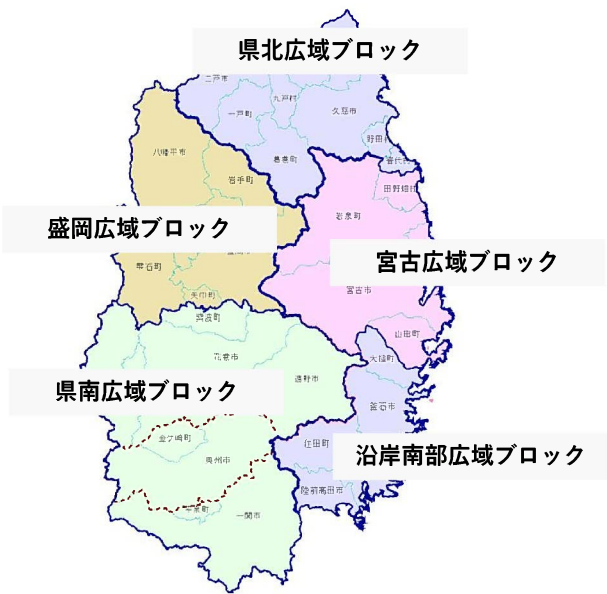 県北広域ブロック
二戸市
九戸村
一戸町
久慈市
野田村
葛巻町
八幡平市
岩手町
田野畑村
岩泉町
盛岡広域ブロック
宮古広域ブロック
雫石町
矢巾町
宮古市
紫波町
山田町
大槌町
花巻市
遠野市
県南広域ブロック
釜石市
金ケ崎町
住田町
奥州市
沿岸南部広域ブロック
陸前高田市
平泉町
一関市